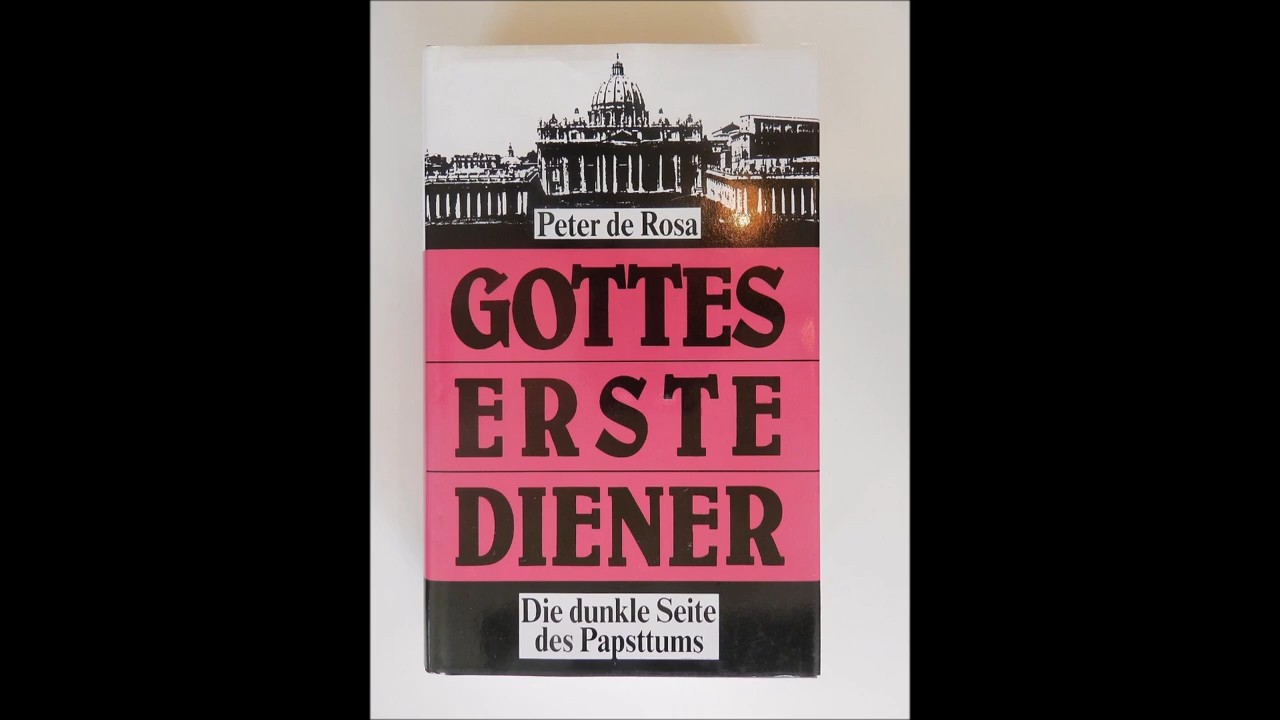 Peter de Rosa
GOTTES
ERSTE
DIENER
Die dunkle Seite
des Papsttums